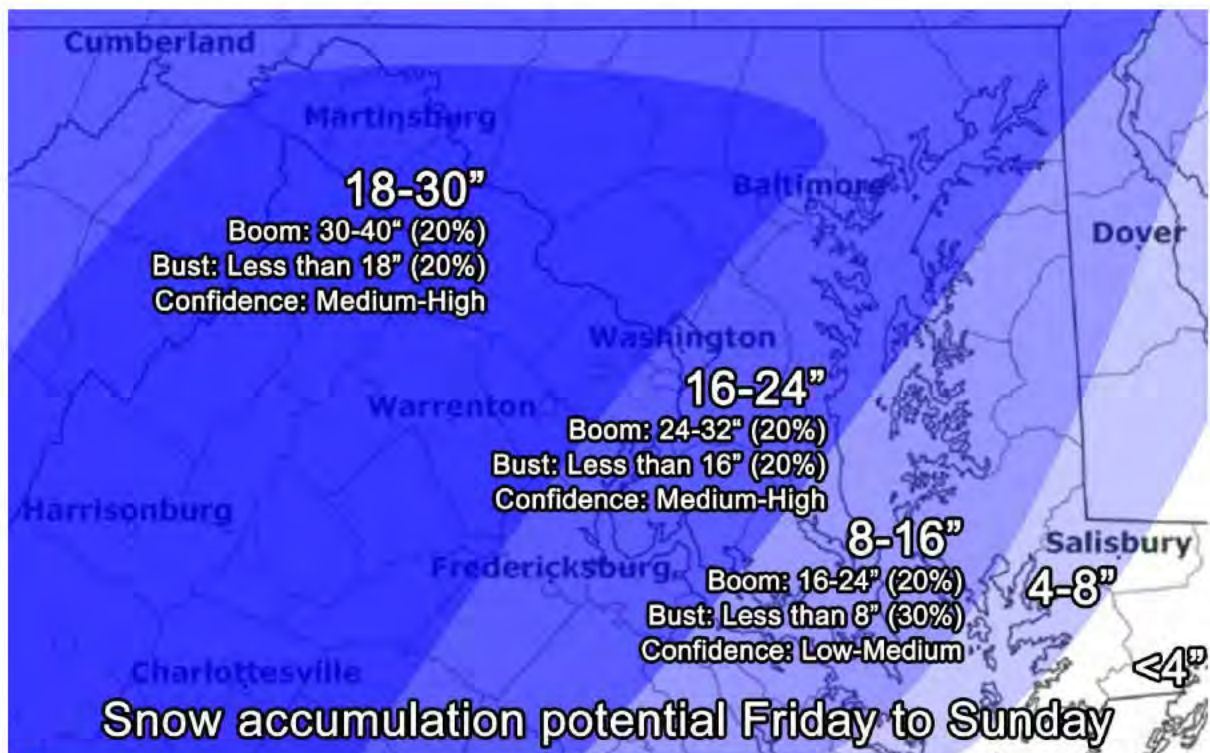 Cumberland
Martinsburg
18-30”
Boom: 30-40“ (20%)
Bust: Less than 18” (20%)
Confidence: Medium-High
Baltimore
Dover
Washington
16-24”
Boom: 24-32“ (20%)
Bust: Less than 16” (20%)
Confidence: Medium-High
Warrenton
Harrisonburg
Fredericksburg
8-16”
Boom: 16-24” (20%)
Bust: Less than 8” (30%)
Confidence: Low-Medium
Salisbury
4-8”
<4”
Charlottesville
Snow accumulation potential Friday to Sunday